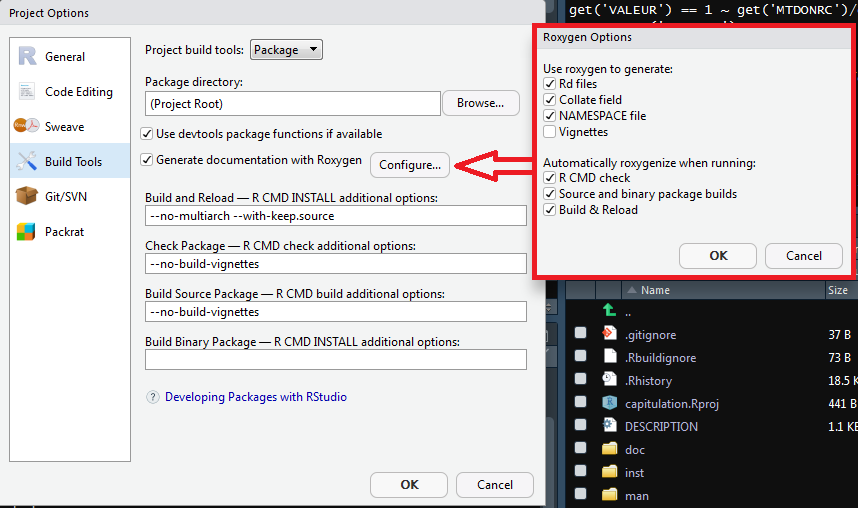 get('VALEUR') == 1 ~ get('MTDONRC')/
Project Options
General
Code Editing
Sweave
Build Tools
Git/SVN
Packrat
Project build tools: Package
Package directory:
(Project Root)
Browse...
Use devtools package functions if available
Generate documentation with Roxygen
Configure...
Build and Reload — R CMD INSTALL additional options:
--no-multiarch --with-keep.source
Check Package — R CMD check additional options:
--no-build-vignettes
Build Source Package — R CMD build additional options:
--no-build-vignettes
Build Binary Package — R CMD INSTALL additional options:
? Developing Packages with RStudio
OK Cancel
Roxygen Options
Use roxygen to generate:
Rd files
Collate field
NAMESPACE file
Vignettes
Automatically roxygenize when running:
R CMD check
Source and binary package builds
Build & Reload
OK Cancel
Name Size
..
.gitignore 37 B
.Rbuildignore 73 B
.Rhistory 18.5 K
capitulation.Rproj 441 B
DESCRIPTION 1.1 KB
doc
inst
man